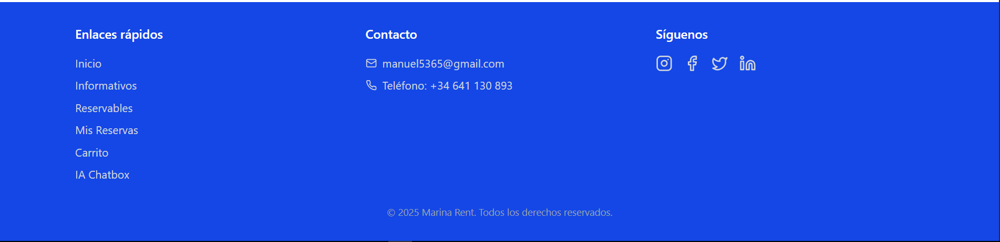 Enlaces rápidos
Inicio
Informativos
Reservables
Mis Reservas
Carrito
IA Chatbox
Contacto
manuel5365@gmail.com
Teléfono: +34 641 130 893
Síguenos
© 2025 Marina Rent. Todos los derechos reservados.